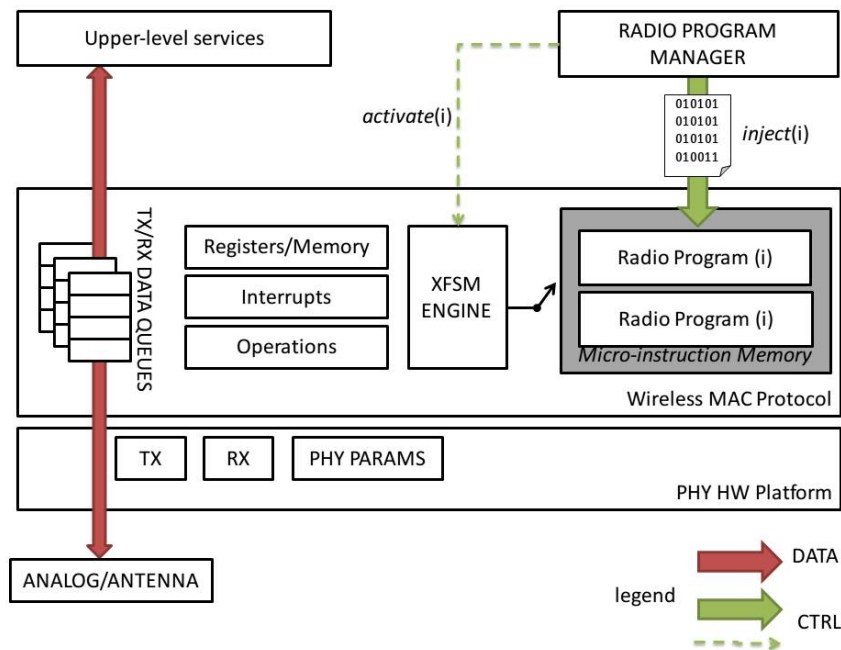 Upper-level services
RADIO PROGRAM
MANAGER
activate(i)
010101
010101
010101
010011
inject(i)
TX/RX DATA QUEUES
Registers/Memory
Interrupts
Operations
XFSM
ENGINE
Radio Program (i)
Radio Program (i)
Micro-instruction Memory
Wireless MAC Protocol
TX
RX
PHY PARAMS
PHY HW Platform
ANALOG/ANTENNA
legend
DATA
CTRL